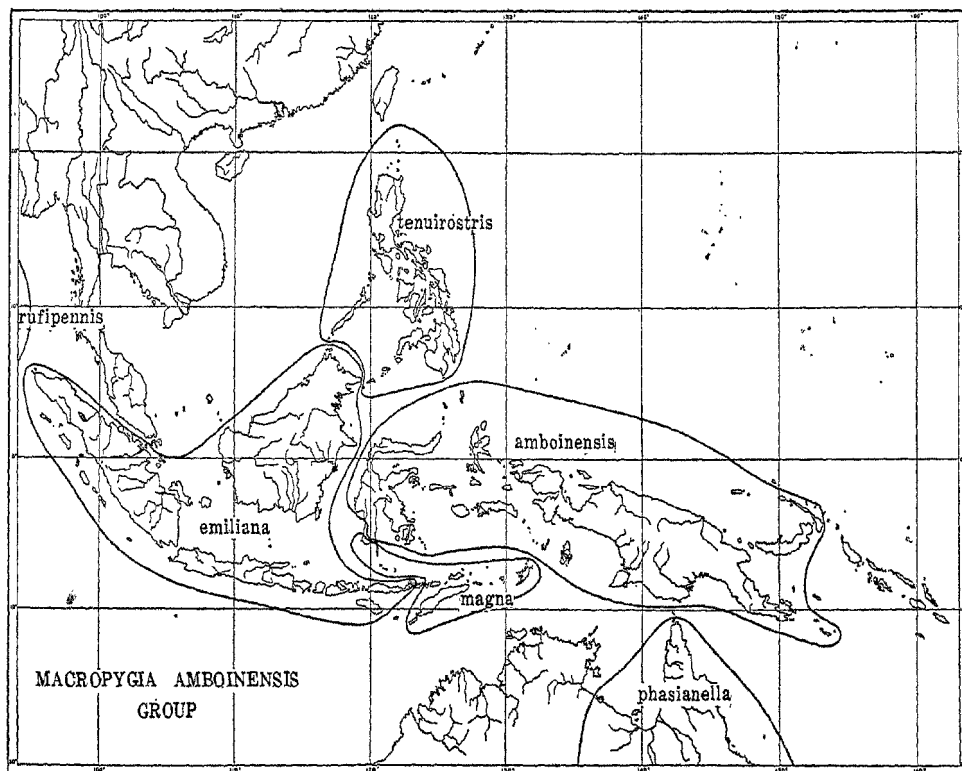 tenuirostris
rufipennis
amboinensis
emiliana
magna
phasianella
MACROPYGIA AMBOINENSIS
GROUP